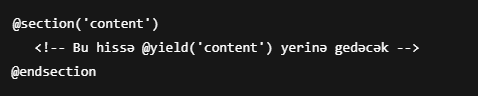 @section('content')
<!-- Bu hissə @yield('content') yerinə gedəcək -->
@endsection